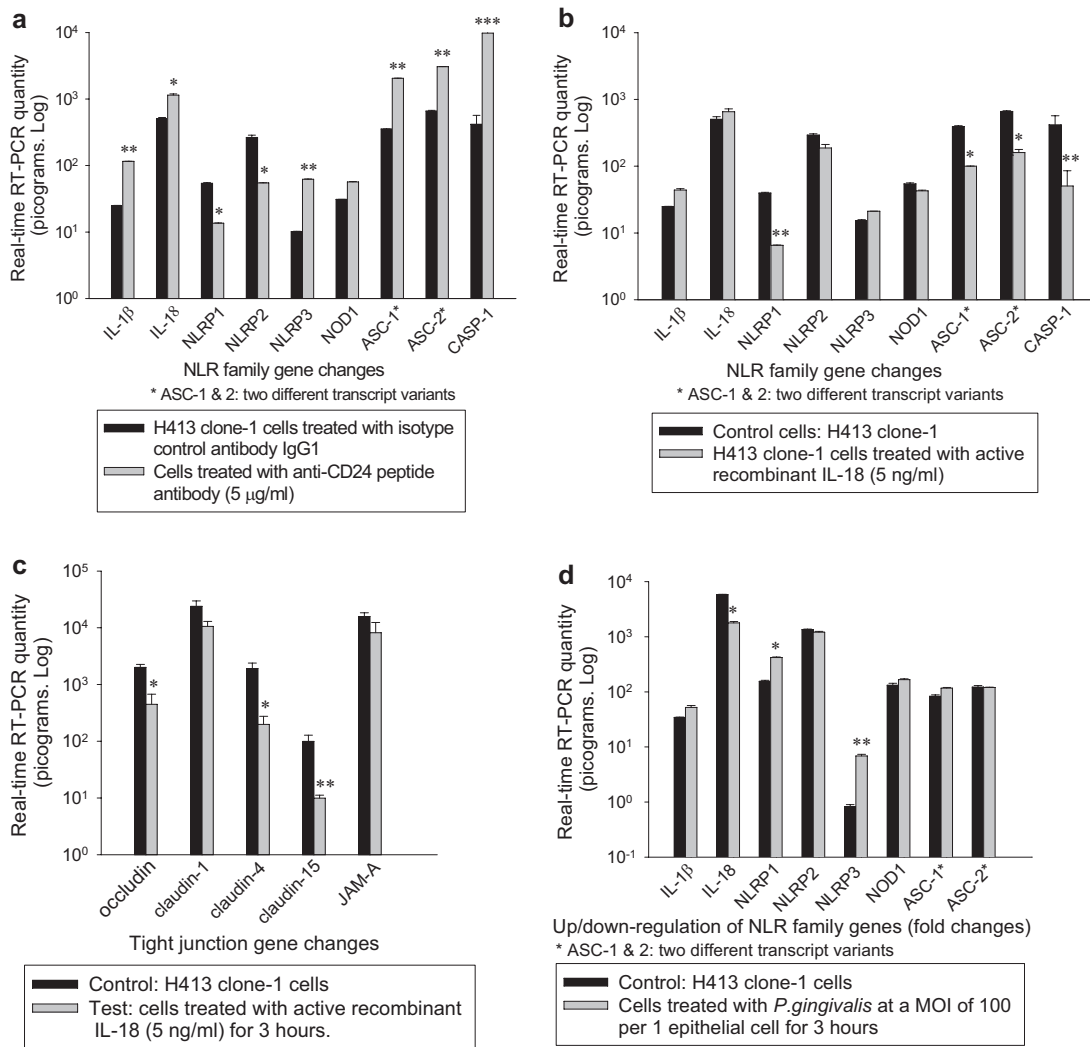 a
Real-time RT-PCR quantity
(picograms. Log)
10⁴
10³
10²
10¹
10⁰
**
*
*
*
**
**
**
***
IL-1β
IL-18
NLRP1
NLRP2
NLRP3
NOD1
ASC-1*
ASC-2*
CASP-1
NLR family gene changes
* ASC-1 & 2: two different transcript variants
H413 clone-1 cells treated with isotype
control antibody IgG1
Cells treated with anti-CD24 peptide
antibody (5 μg/ml)
b
Real-time RT-PCR quantity
(picograms. Log)
10⁴
10³
10²
10¹
10⁰
**
*
*
**
IL-1β
IL-18
NLRP1
NLRP2
NLRP3
NOD1
ASC-1*
ASC-2*
CASP-1
NLR family gene changes
* ASC-1 & 2: two different transcript variants
Control cells: H413 clone-1
H413 clone-1 cells treated with active
recombinant IL-18 (5 ng/ml)
c
Real-time RT-PCR quantity
(picograms. Log)
10⁵
10⁴
10³
10²
10¹
10⁰
*
*
**
occludin
claudin-1
claudin-4
claudin-15
JAM-A
Tight junction gene changes
Control: H413 clone-1 cells
Test: cells treated with active recombinant
IL-18 (5 ng/ml) for 3 hours.
d
Real-time RT-PCR quantity
(picograms. Log)
10⁴
10³
10²
10¹
10⁰
10⁻¹
*
*
**
IL-1β
IL-18
NLRP1
NLRP2
NLRP3
NOD1
ASC-1*
ASC-2*
Up/down-regulation of NLR family genes (fold changes)
* ASC-1 & 2: two different transcript variants
Control: H413 clone-1 cells
Cells treated with P.gingivalis at a MOI of 100
per 1 epithelial cell for 3 hours